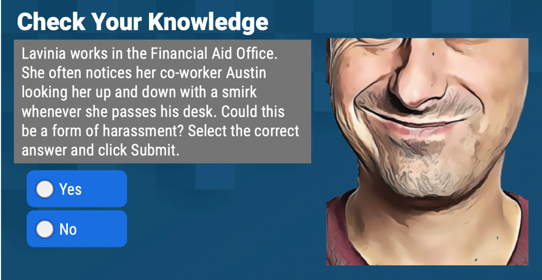 Check Your Knowledge
Lavinia works in the Financial Aid Office.
She often notices her co-worker Austin
looking her up and down with a smirk
whenever she passes his desk. Could this
be a form of harassment? Select the correct
answer and click Submit.
Yes
No